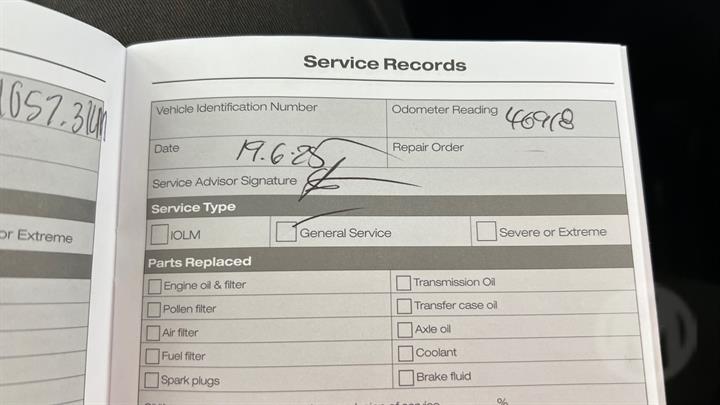 Service Records
1057.3km
Vehicle Identification Number
Odometer Reading 46918
Date 19.6.25
Repair Order
Service Advisor Signature
Service Type
or Extreme
IOLM
General Service
Severe or Extreme
Parts Replaced
Engine oil & filter
Transmission Oil
Pollen filter
Transfer case oil
Air filter
Axle oil
Fuel filter
Coolant
Spark plugs
Brake fluid
%